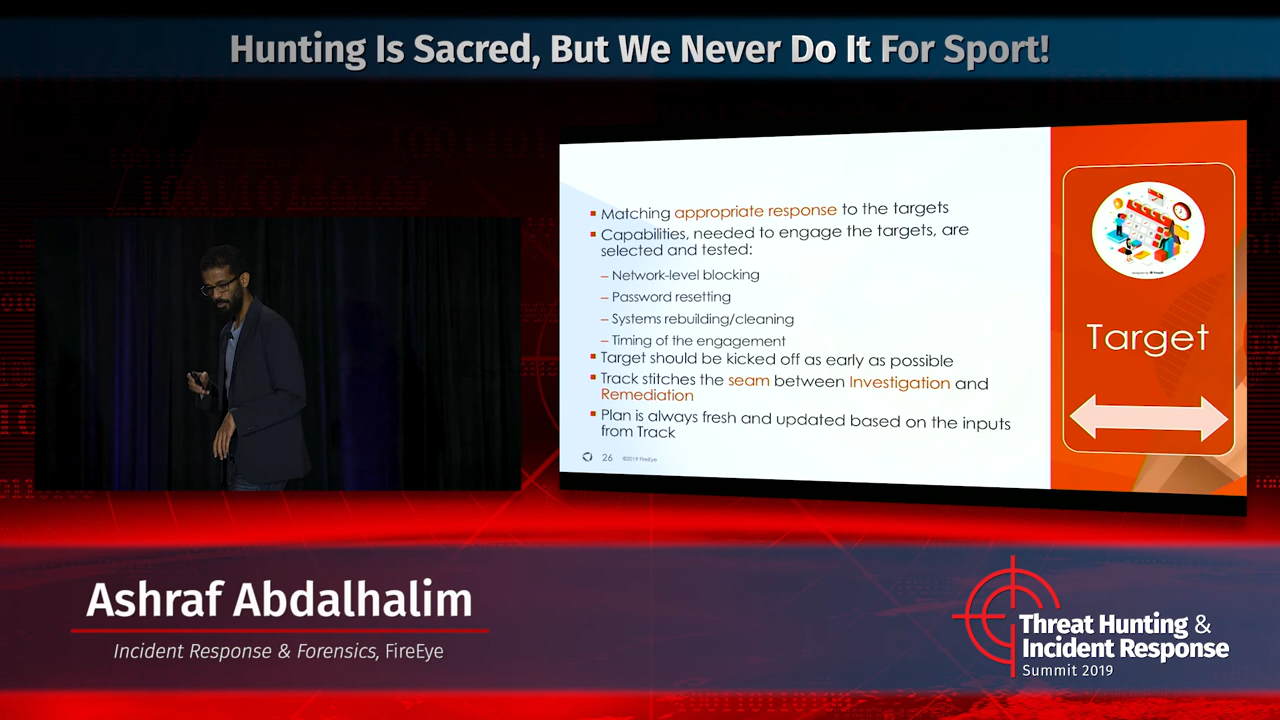 Hunting Is Sacred, But We Never Do It For Sport!
▪ Matching appropriate response to the targets
▪ Capabilities, needed to engage the targets, are
selected and tested:
– Network-level blocking
– Password resetting
– Systems rebuilding/cleaning
– Timing of the engagement
▪ Target should be kicked off as early as possible
▪ Track stitches the seam between Investigation and
Remediation
▪ Plan is always fresh and updated based on the inputs
from Track
26 ©2019 FireEye
Target
Ashraf Abdalhalim
Incident Response & Forensics, FireEye
Threat Hunting &
Incident Response
Summit 2019